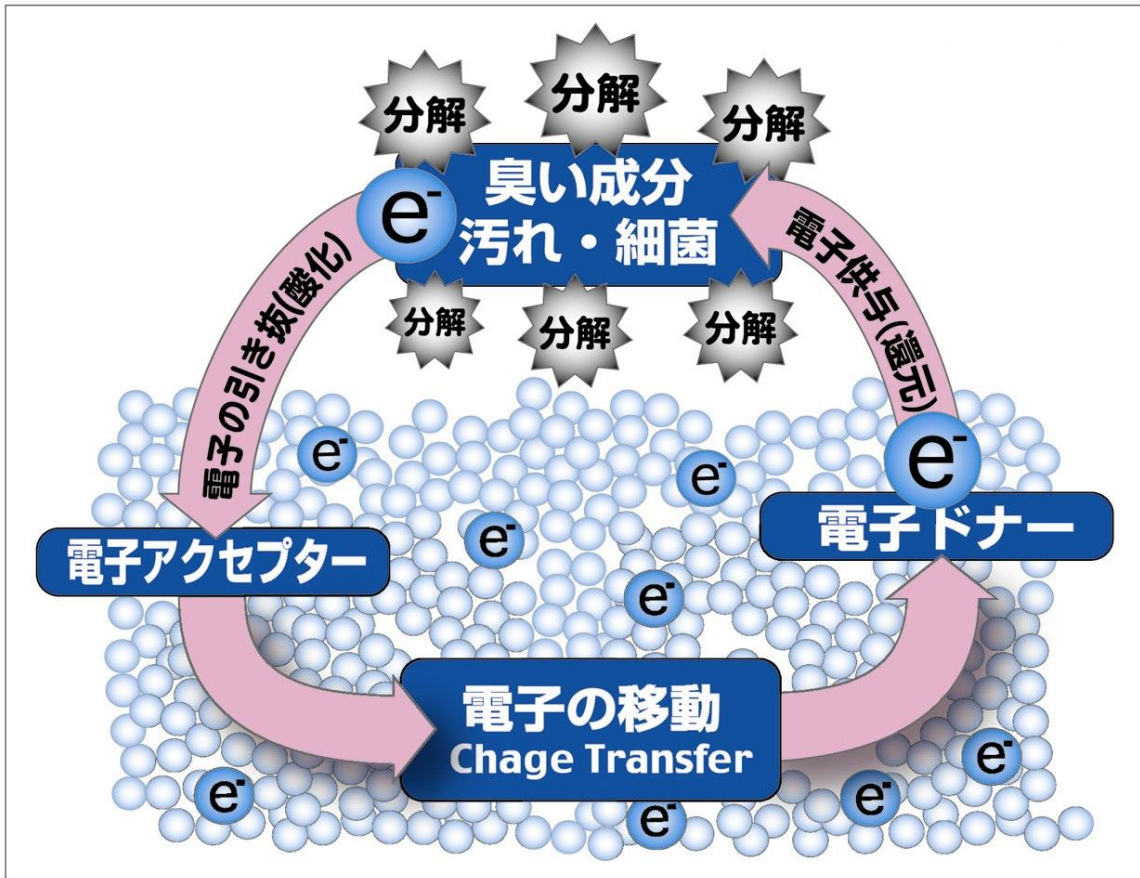 分解
分解
分解
臭い成分
汚れ・細菌
e-
分解
分解
分解
電子の引き抜(酸化)
電子供与(還元)
e-
e-
e-
e-
e-
電子アクセプター
電子ドナー
電子の移動
Chage Transfer
e-
e-
e-
e-